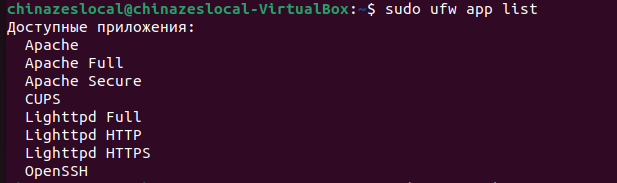 chinazeslocal@chinazeslocal-VirtualBox:~$ sudo ufw app list
Доступные приложения:
Apache
Apache Full
Apache Secure
CUPS
Lighttpd Full
Lighttpd HTTP
Lighttpd HTTPS
OpenSSH